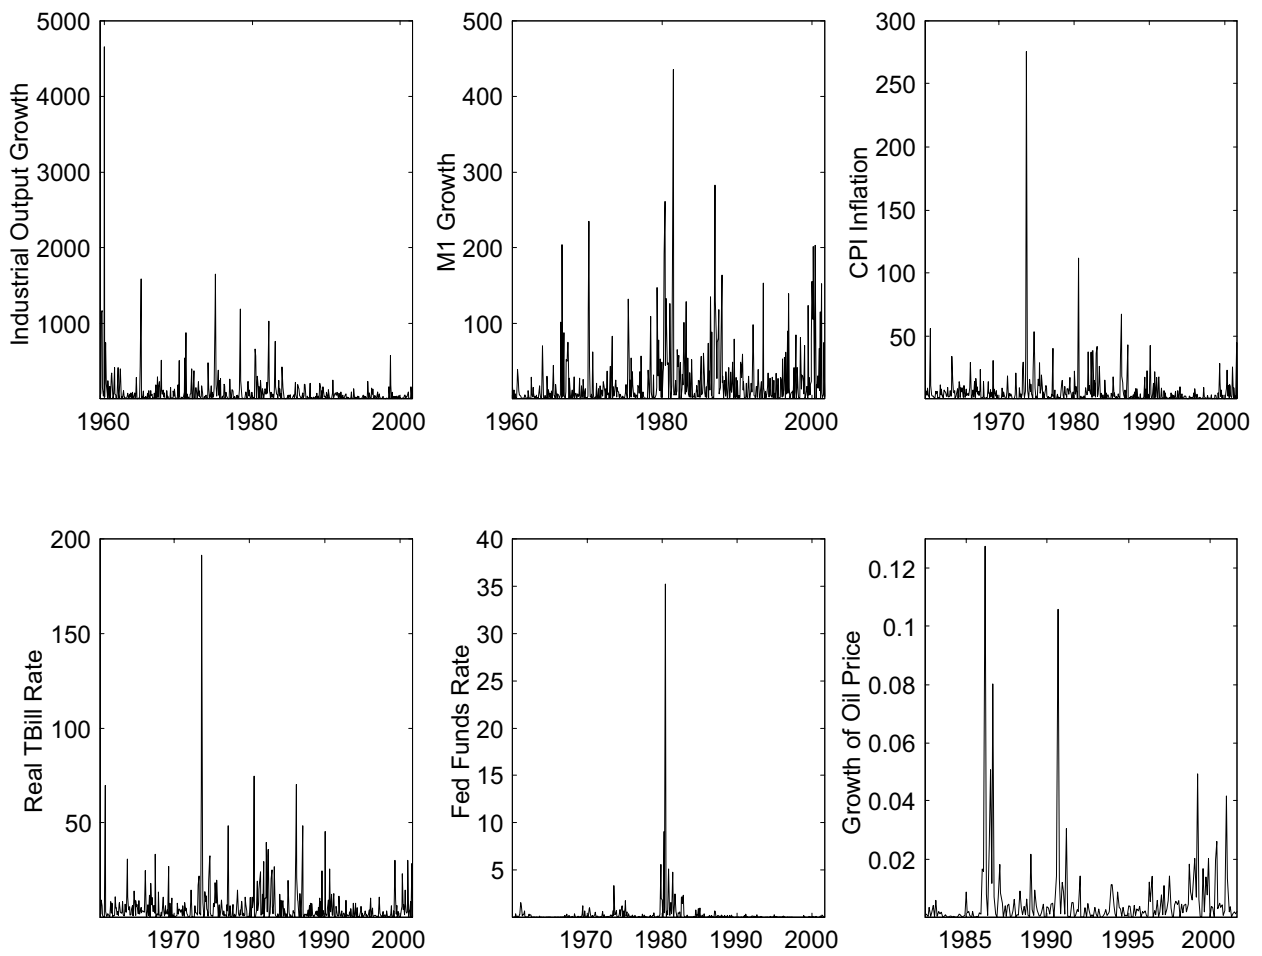 Industrial Output Growth
5000
4000
3000
2000
1000
1960 1980 2000
M1 Growth
500
400
300
200
100
1960 1980 2000
CPI Inflation
300
250
200
150
100
50
1970 1980 1990 2000
Real TBill Rate
200
150
100
50
1970 1980 1990 2000
Fed Funds Rate
40
35
30
25
20
15
10
5
1970 1980 1990 2000
Growth of Oil Price
0.12
0.1
0.08
0.06
0.04
0.02
1985 1990 1995 2000